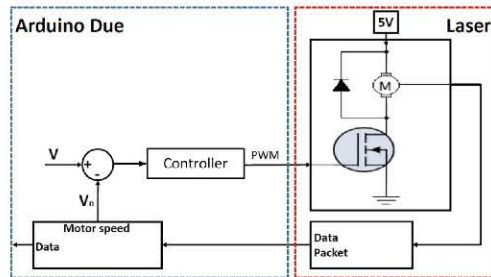 Arduino Due
5V
Laser
M
V
+
-
Controller
PWM
Vn
Motor speed
Data
Data
Packet